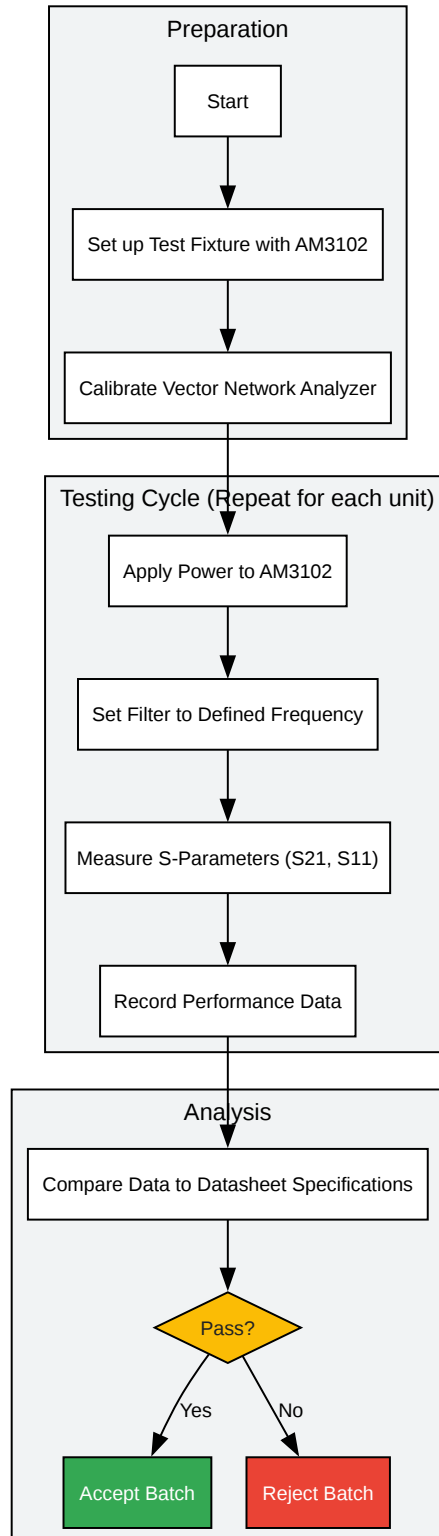 Preparation
Start
Set up Test Fixture with AM3102
Calibrate Vector Network Analyzer
Testing Cycle (Repeat for each unit)
Apply Power to AM3102
Set Filter to Defined Frequency
Measure S-Parameters (S21, S11)
Record Performance Data
Analysis
Compare Data to Datasheet Specifications
Pass?
Yes
No
Accept Batch
Reject Batch